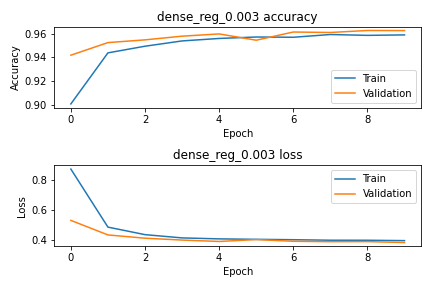 dense_reg_0.003 accuracy
0.96
0.94
0.92
0.90
Accuracy
Train
Validation
0 2 4 6 8
Epoch
dense_reg_0.003 loss
0.8
0.6
0.4
Loss
Train
Validation
0 2 4 6 8
Epoch